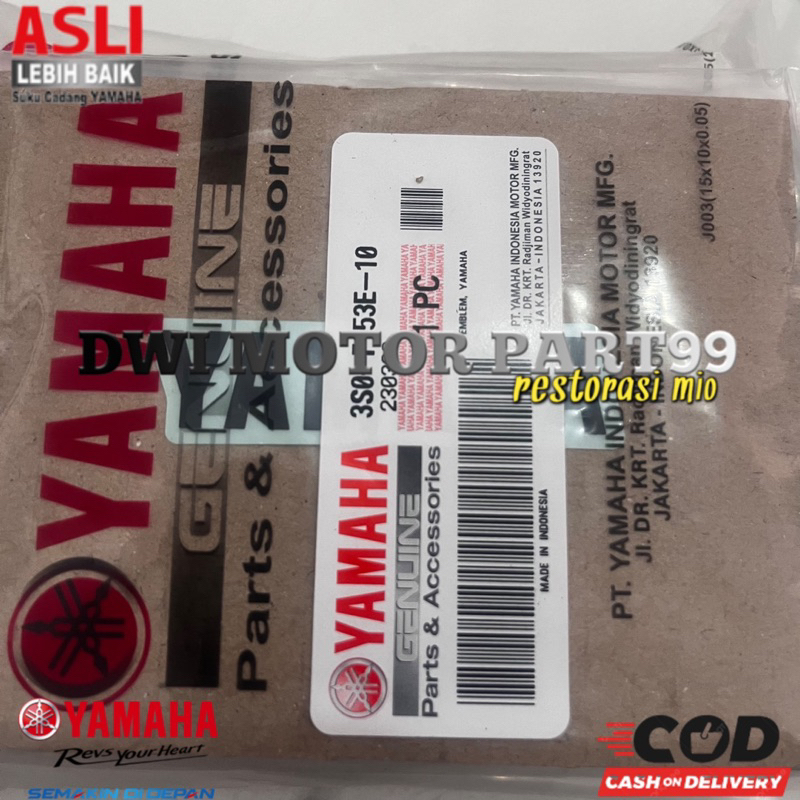 ASLI
LEBIH BAIK
Suku Cadang YAMAHA
YAMAHA
GENUINE
Parts & Accessories
3S0
53E-10
2303
1 PC
EMBLEM, YAMAHA
PT. YAMAHA INDONESIA MOTOR MFG.
Jl. DR. KRT. Radjiman Widyodiningrat
JAKARTA - INDONESIA 13920
YAMAHA
GENUINE
Parts & Accessories
MADE IN INDONESIA
PT. YAMAHA INDONESIA MOTOR MFG.
Jl. DR. KRT. Radjiman Widyodiningrat
JAKARTA - INDONESIA 13920
J003(15x10x0.05)
DWI MOTOR PART99
restorasi mio
YAMAHA
Revs Your Heart
SEMAKIN DI DEPAN
COD
CASH ON DELIVERY